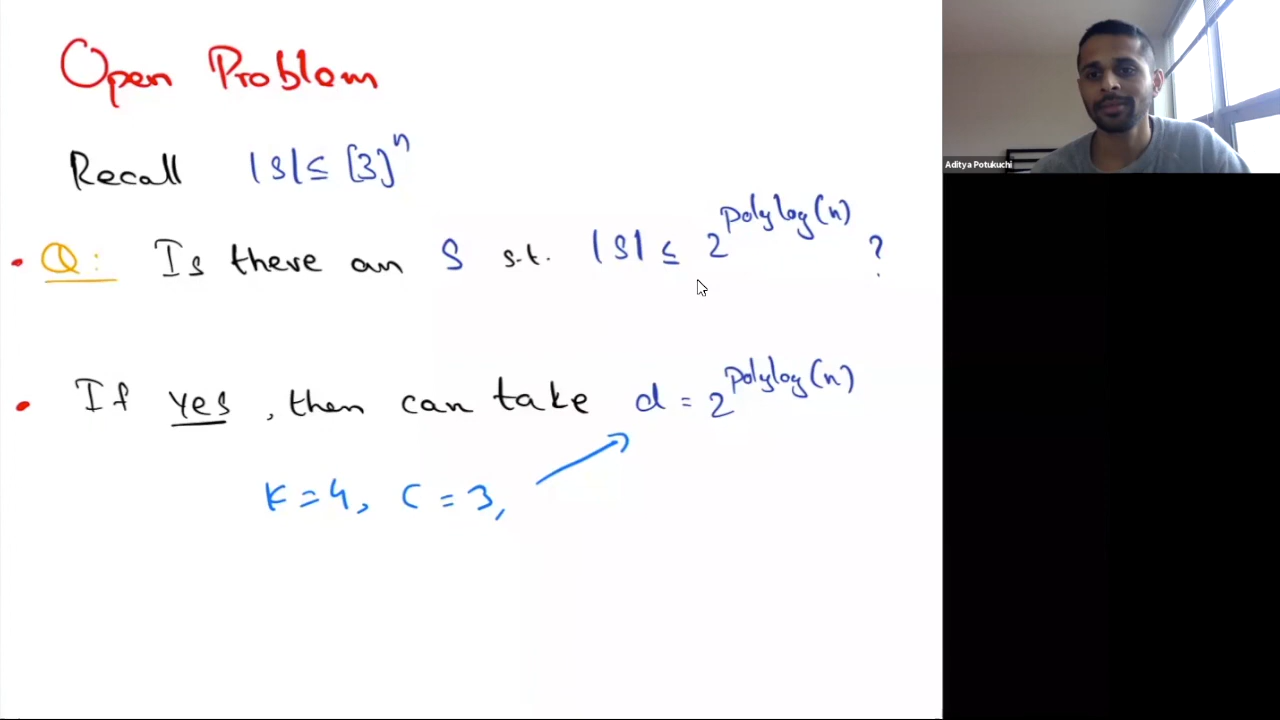 Open Problem
Recall |S| ≤ [3]^n
Q: Is there an S s.t. |S| ≤ 2^polylog(n) ?
If yes, then can take d = 2^polylog(n)
K = 4, C = 3,
Aditya Potukuchi